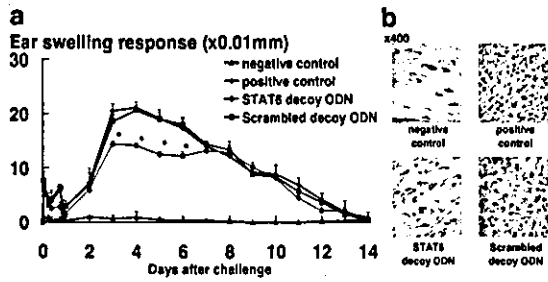 a
Ear swelling response (x0.01mm)
negative control
positive control
STAT6 decoy ODN
Scrambled decoy ODN
30
20
10
0
0 2 4 6 8 10 12 14
Days after challenge
b
x400
negative control
positive control
STAT6 decoy ODN
Scrambled decoy ODN